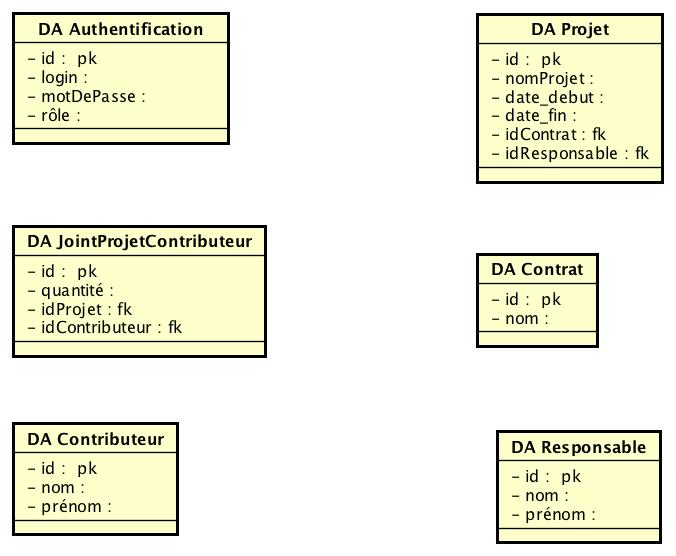 DA Authentification
– id :  pk
– login :
– motDePasse :
– rôle :
DA Projet
– id :  pk
– nomProjet :
– date_debut :
– date_fin :
– idContrat : fk
– idResponsable : fk
DA JointProjetContributeur
– id :  pk
– quantité :
– idProjet : fk
– idContributeur : fk
DA Contrat
– id :  pk
– nom :
DA Contributeur
– id :  pk
– nom :
– prénom :
DA Responsable
– id :  pk
– nom :
– prénom :